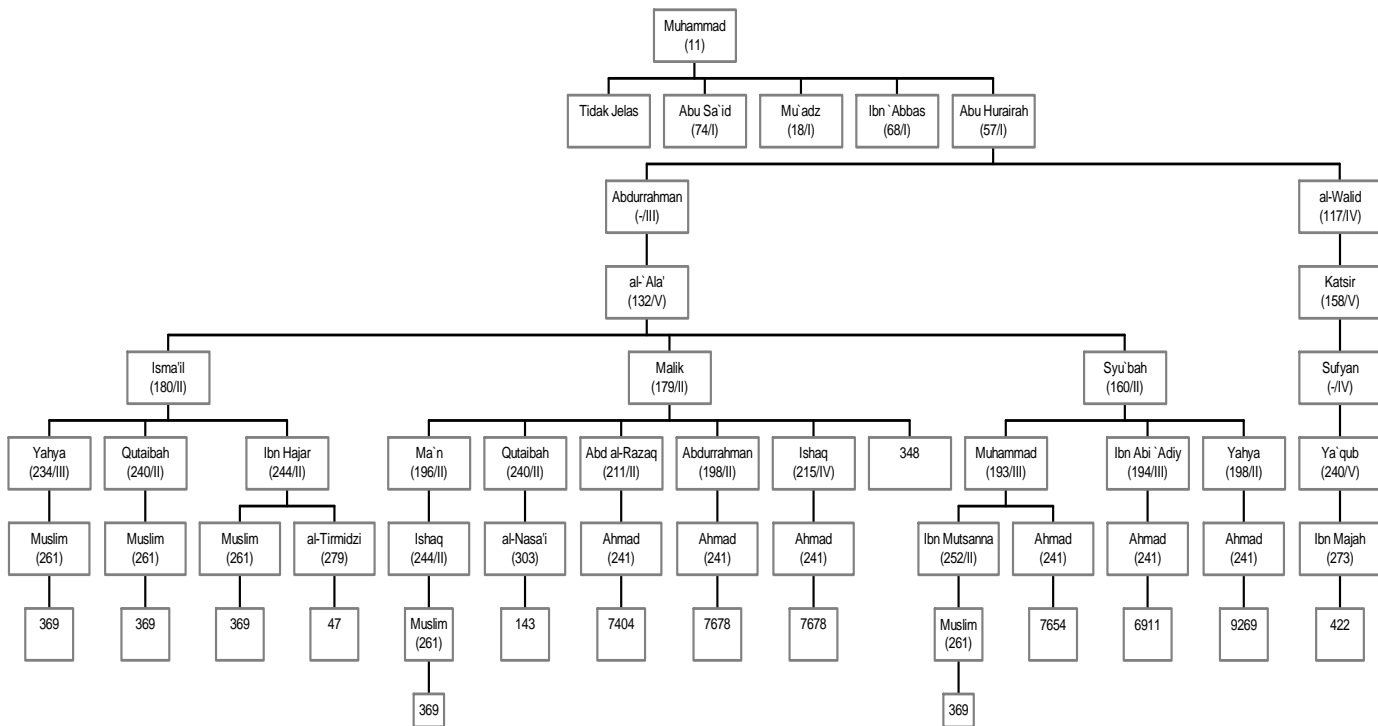 Muhammad
(11)
Tidak Jelas
Abu Sa`id
(74/I)
Mu`adz
(18/I)
Ibn `Abbas
(68/I)
Abu Hurairah
(57/I)
Abdurrahman
(-/III)
al-Walid
(117/IV)
al-`Ala'
(132/V)
Katsir
(158/V)
Isma'il
(180/II)
Malik
(179/II)
Syu`bah
(160/II)
Sufyan
(-/IV)
Yahya
(234/III)
Qutaibah
(240/II)
Ibn Hajar
(244/II)
Ma`n
(196/II)
Qutaibah
(240/II)
Abd al-Razaq
(211/II)
Abdurrahman
(198/II)
Ishaq
(215/IV)
348
Muhammad
(193/III)
Ibn Abi `Adiy
(194/III)
Yahya
(198/II)
Ya`qub
(240/V)
Muslim
(261)
Muslim
(261)
Muslim
(261)
al-Tirmidzi
(279)
Ishaq
(244/II)
al-Nasa'i
(303)
Ahmad
(241)
Ahmad
(241)
Ahmad
(241)
Ibn Mutsanna
(252/II)
Ahmad
(241)
Ahmad
(241)
Ahmad
(241)
Ibn Majah
(273)
369
369
369
47
Muslim
(261)
143
7404
7678
7678
Muslim
(261)
7654
6911
9269
422
369
369